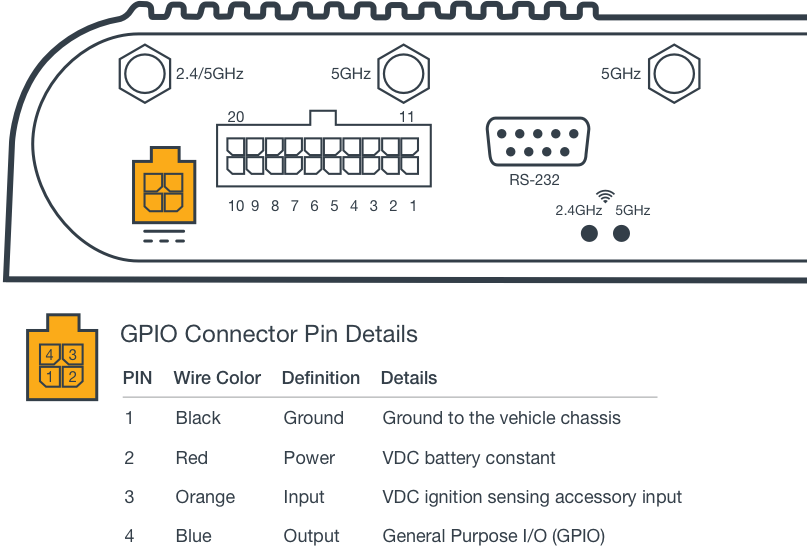 2.4/5GHz 5GHz 5GHz
20 11
10 9 8 7 6 5 4 3 2 1
RS-232
2.4GHz 5GHz
GPIO Connector Pin Details
4 3
1 2
PIN Wire Color Definition Details
1 Black Ground Ground to the vehicle chassis
2 Red Power VDC battery constant
3 Orange Input VDC ignition sensing accessory input
4 Blue Output General Purpose I/O (GPIO)